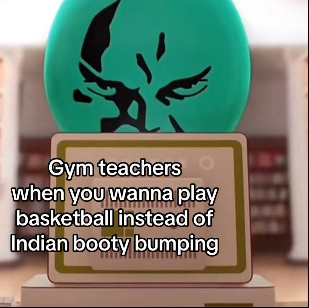 Gym teachers
when you wanna play
basketball instead of
Indian booty bumping